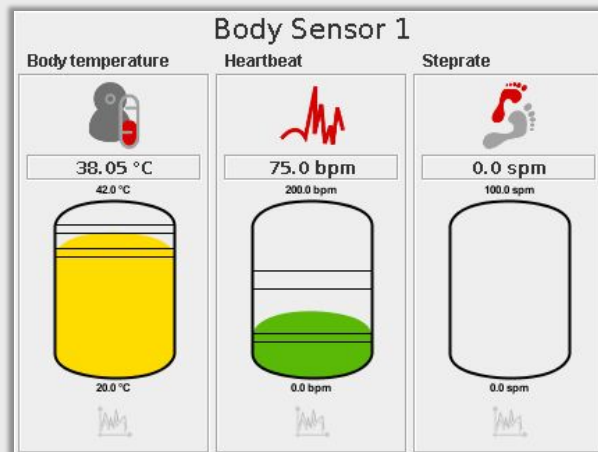 Body Sensor 1
Body temperature Heartbeat Steprate
38.05 °C 75.0 bpm 0.0 spm
42.0 °C 200.0 bpm 100.0 spm
20.0 °C 0.0 bpm 0.0 spm